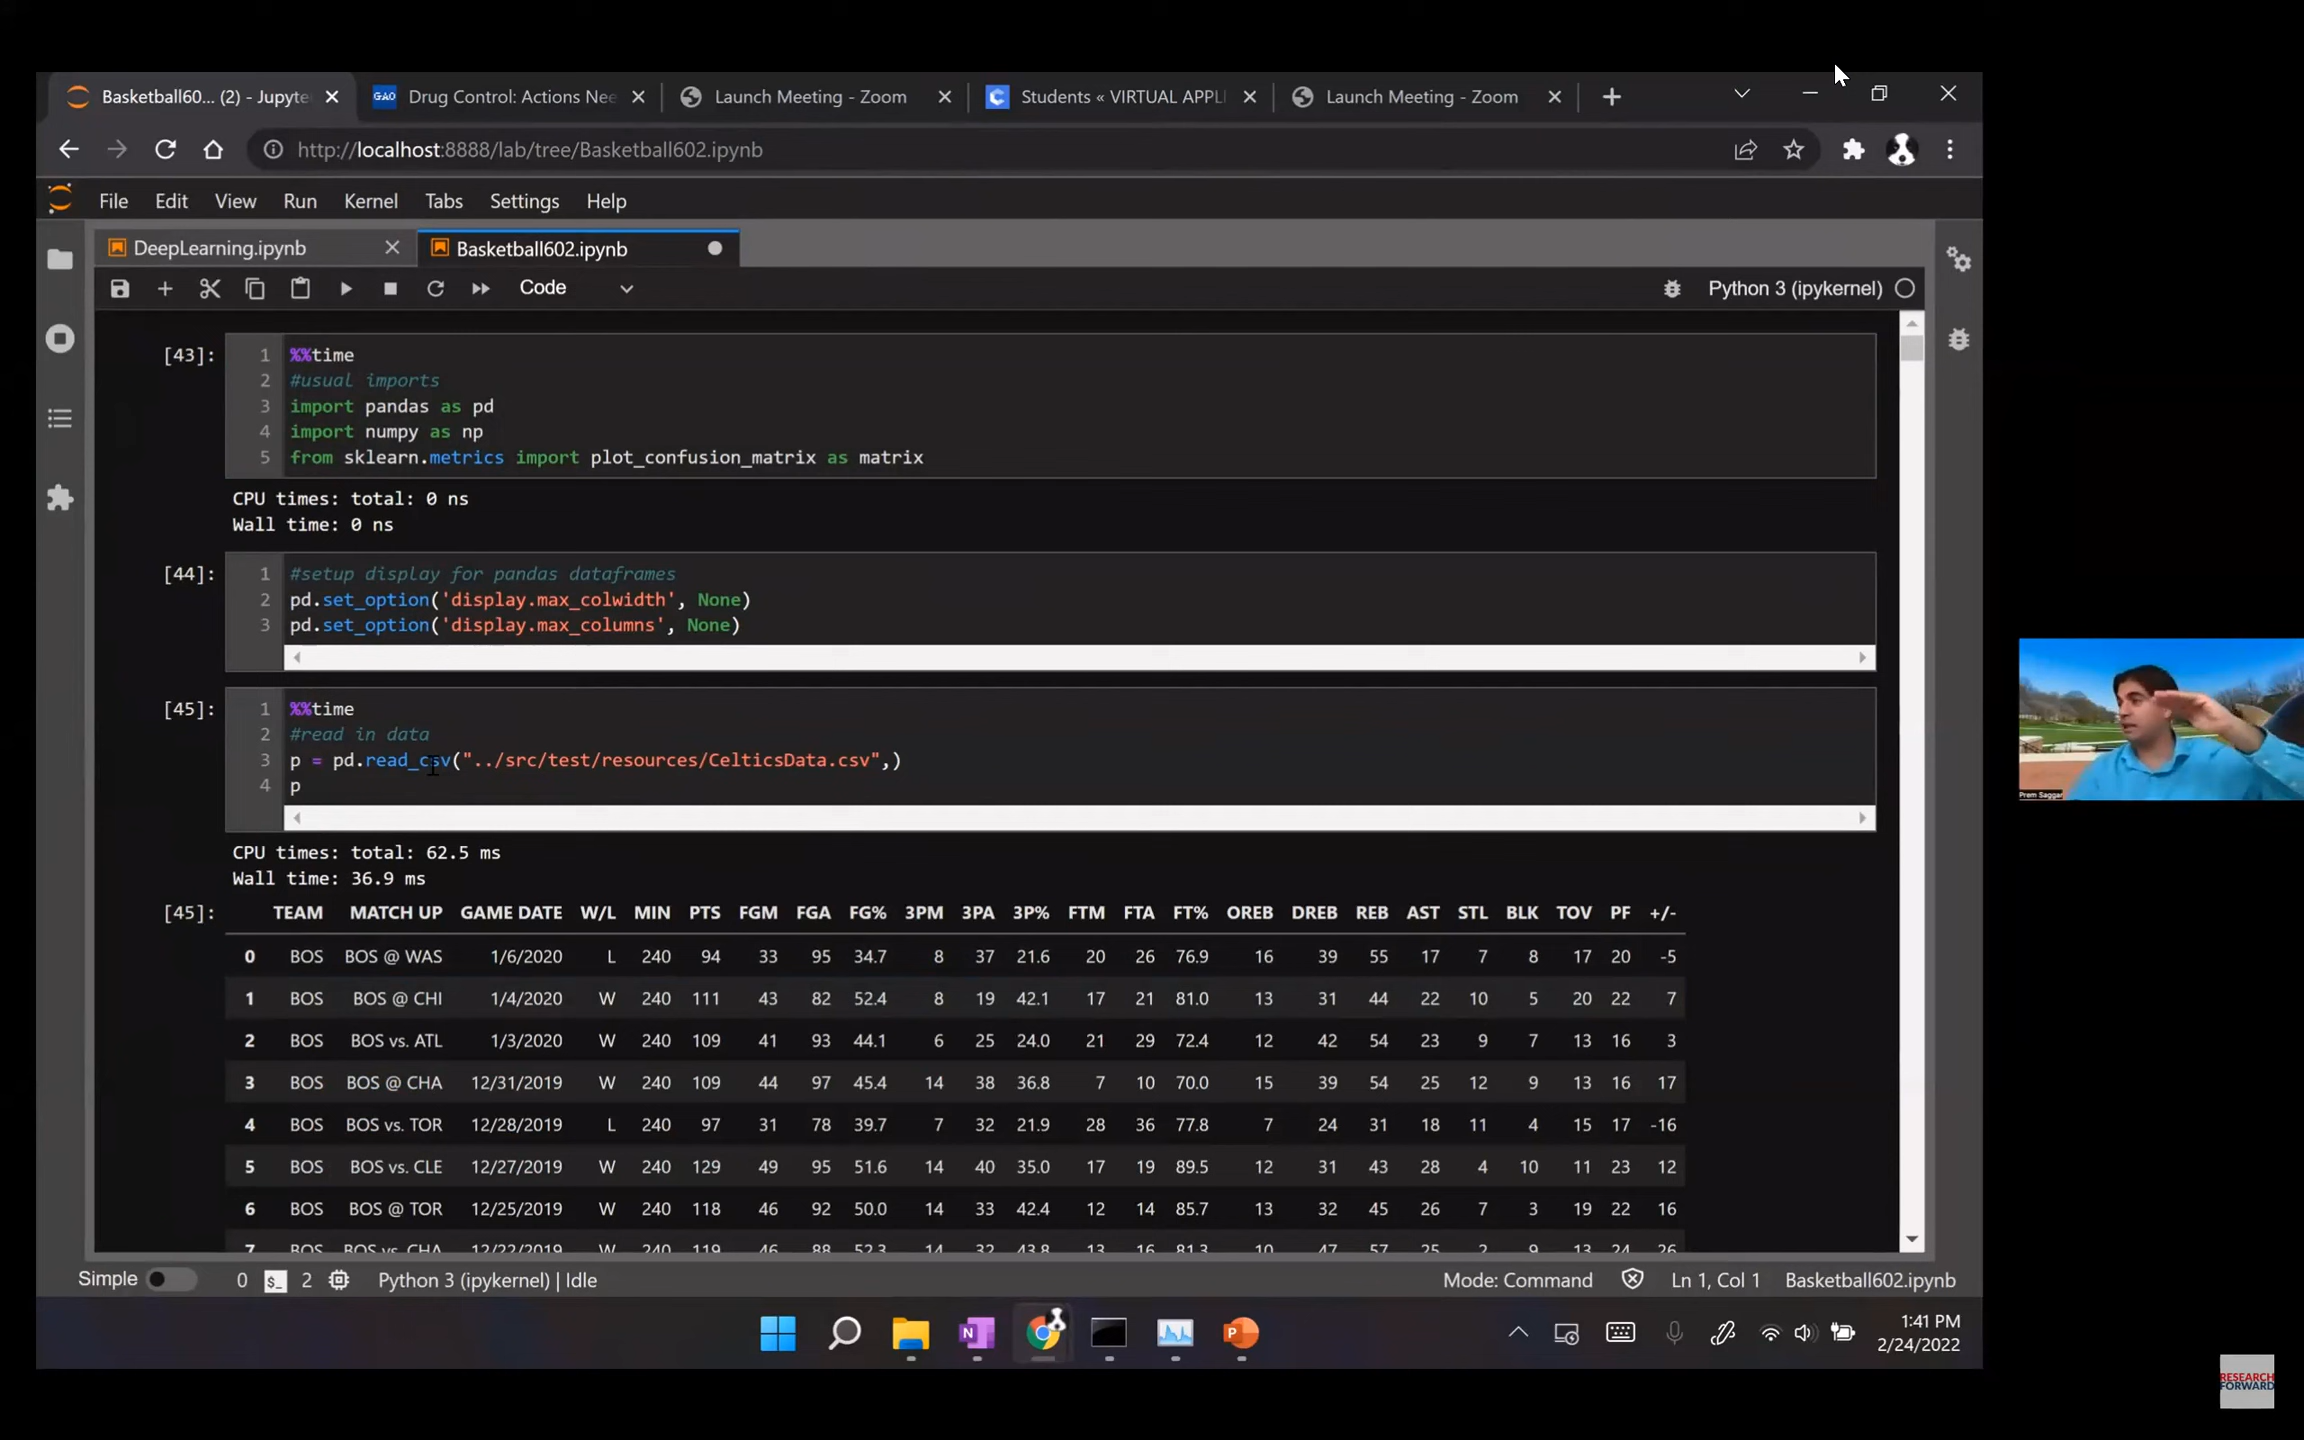 Basketball60... (2) - Jupyte
GAO Drug Control: Actions Nee
Launch Meeting - Zoom
Students « VIRTUAL APPLI
Launch Meeting - Zoom
http://localhost:8888/lab/tree/Basketball602.ipynb
File Edit View Run Kernel Tabs Settings Help
DeepLearning.ipynb
Basketball602.ipynb
Code
Python 3 (ipykernel)
[43]:
1 %%time
2 #usual imports
3 import pandas as pd
4 import numpy as np
5 from sklearn.metrics import plot_confusion_matrix as matrix
CPU times: total: 0 ns
Wall time: 0 ns
[44]:
1 #setup display for pandas dataframes
2 pd.set_option('display.max_colwidth', None)
3 pd.set_option('display.max_columns', None)
[45]:
1 %%time
2 #read in data
3 p = pd.read_csv("../src/test/resources/CelticsData.csv",)
4 p
CPU times: total: 62.5 ms
Wall time: 36.9 ms
[45]:
TEAM MATCH UP GAME DATE W/L MIN PTS FGM FGA FG% 3PM 3PA 3P% FTM FTA FT% OREB DREB REB AST STL BLK TOV PF +/-
0 BOS BOS @ WAS 1/6/2020 L 240 94 33 95 34.7 8 37 21.6 20 26 76.9 16 39 55 17 7 8 17 20 -5
1 BOS BOS @ CHI 1/4/2020 W 240 111 43 82 52.4 8 19 42.1 17 21 81.0 13 31 44 22 10 5 20 22 7
2 BOS BOS vs. ATL 1/3/2020 W 240 109 41 93 44.1 6 25 24.0 21 29 72.4 12 42 54 23 9 7 13 16 3
3 BOS BOS @ CHA 12/31/2019 W 240 109 44 97 45.4 14 38 36.8 7 10 70.0 15 39 54 25 12 9 13 16 17
4 BOS BOS vs. TOR 12/28/2019 L 240 97 31 78 39.7 7 32 21.9 28 36 77.8 7 24 31 18 11 4 15 17 -16
5 BOS BOS vs. CLE 12/27/2019 W 240 129 49 95 51.6 14 40 35.0 17 19 89.5 12 31 43 28 4 10 11 23 12
6 BOS BOS @ TOR 12/25/2019 W 240 118 46 92 50.0 14 33 42.4 12 14 85.7 13 32 45 26 7 3 19 22 16
7 BOS BOS vs. CHA 12/22/2019 W 240 119 46 88 52.3 14 32 43.8 13 16 81.3 10 47 57 25 2 9 13 24 26
Prem Saggar
Simple 0 2 Python 3 (ipykernel) | Idle
Mode: Command Ln 1, Col 1 Basketball602.ipynb
1:41 PM
2/24/2022
RESEARCH
FORWARD